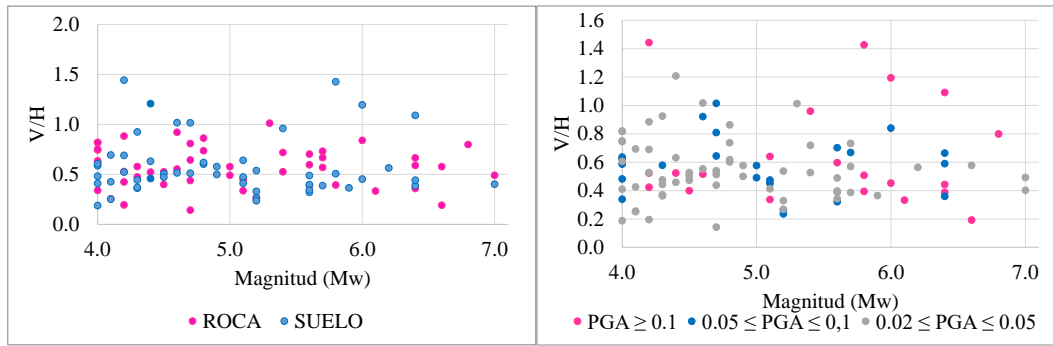 2.0
1.5
V/H
1.0
0.5
0.0
4.0 5.0 6.0 7.0
Magnitud (Mw)
ROCA SUELO
1.6
1.4
1.2
1.0
V/H
0.8
0.6
0.4
0.2
0.0
4.0 5.0 6.0 7.0
Magnitud (Mw)
PGA ≥ 0.1 0.05 ≤ PGA ≤ 0,1 0.02 ≤ PGA ≤ 0.05